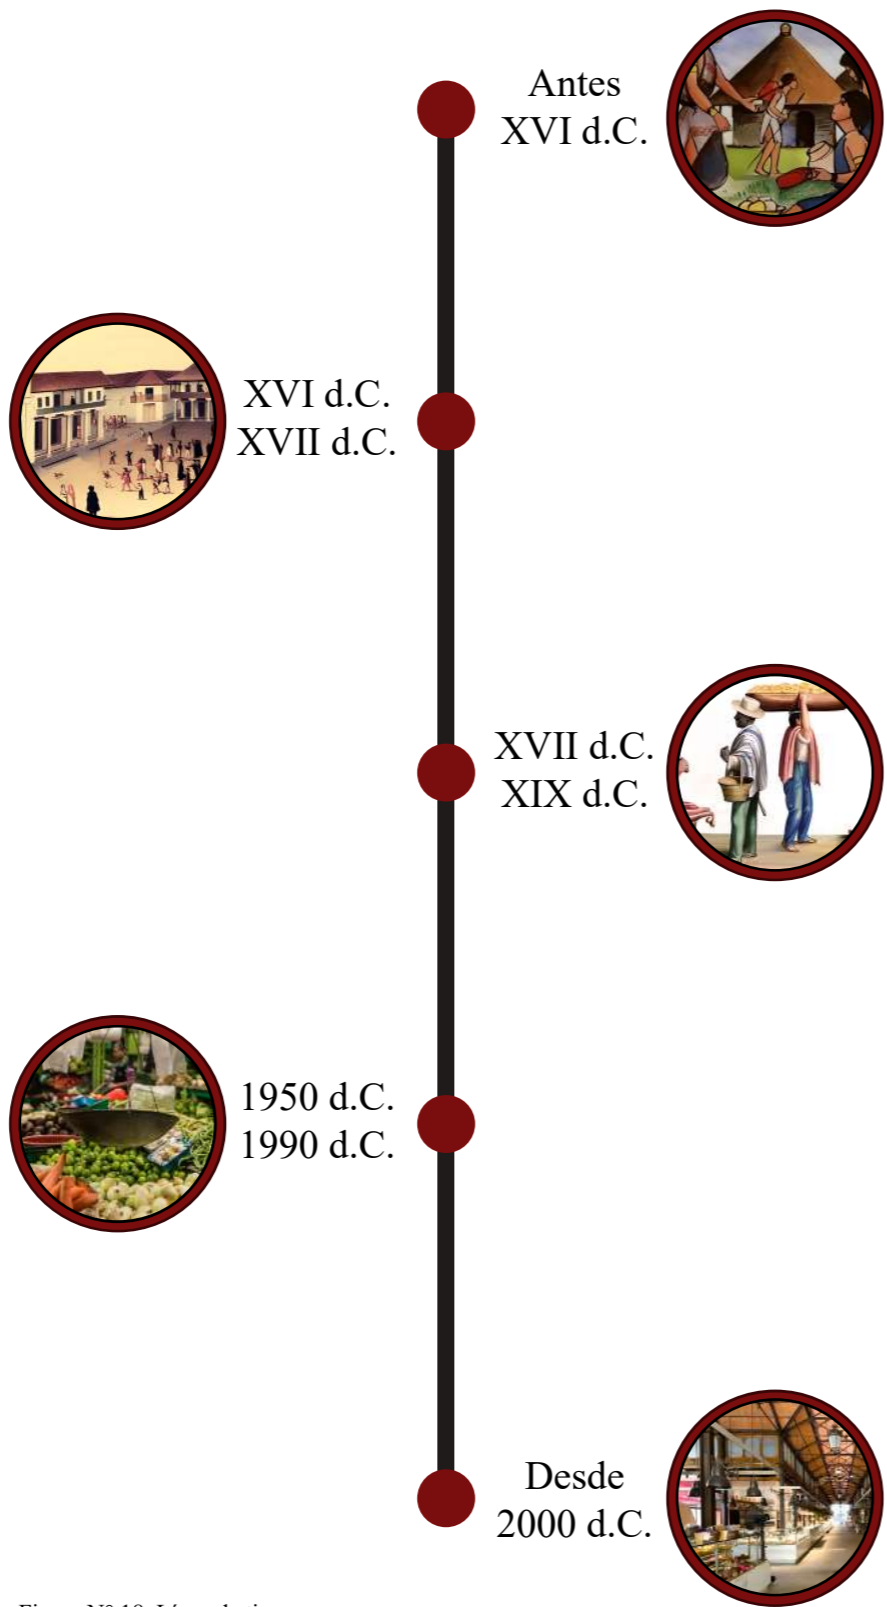 Antes
XVI d.C.
XVI d.C.
XVII d.C.
XVII d.C.
XIX d.C.
1950 d.C.
1990 d.C.
Desde
2000 d.C.